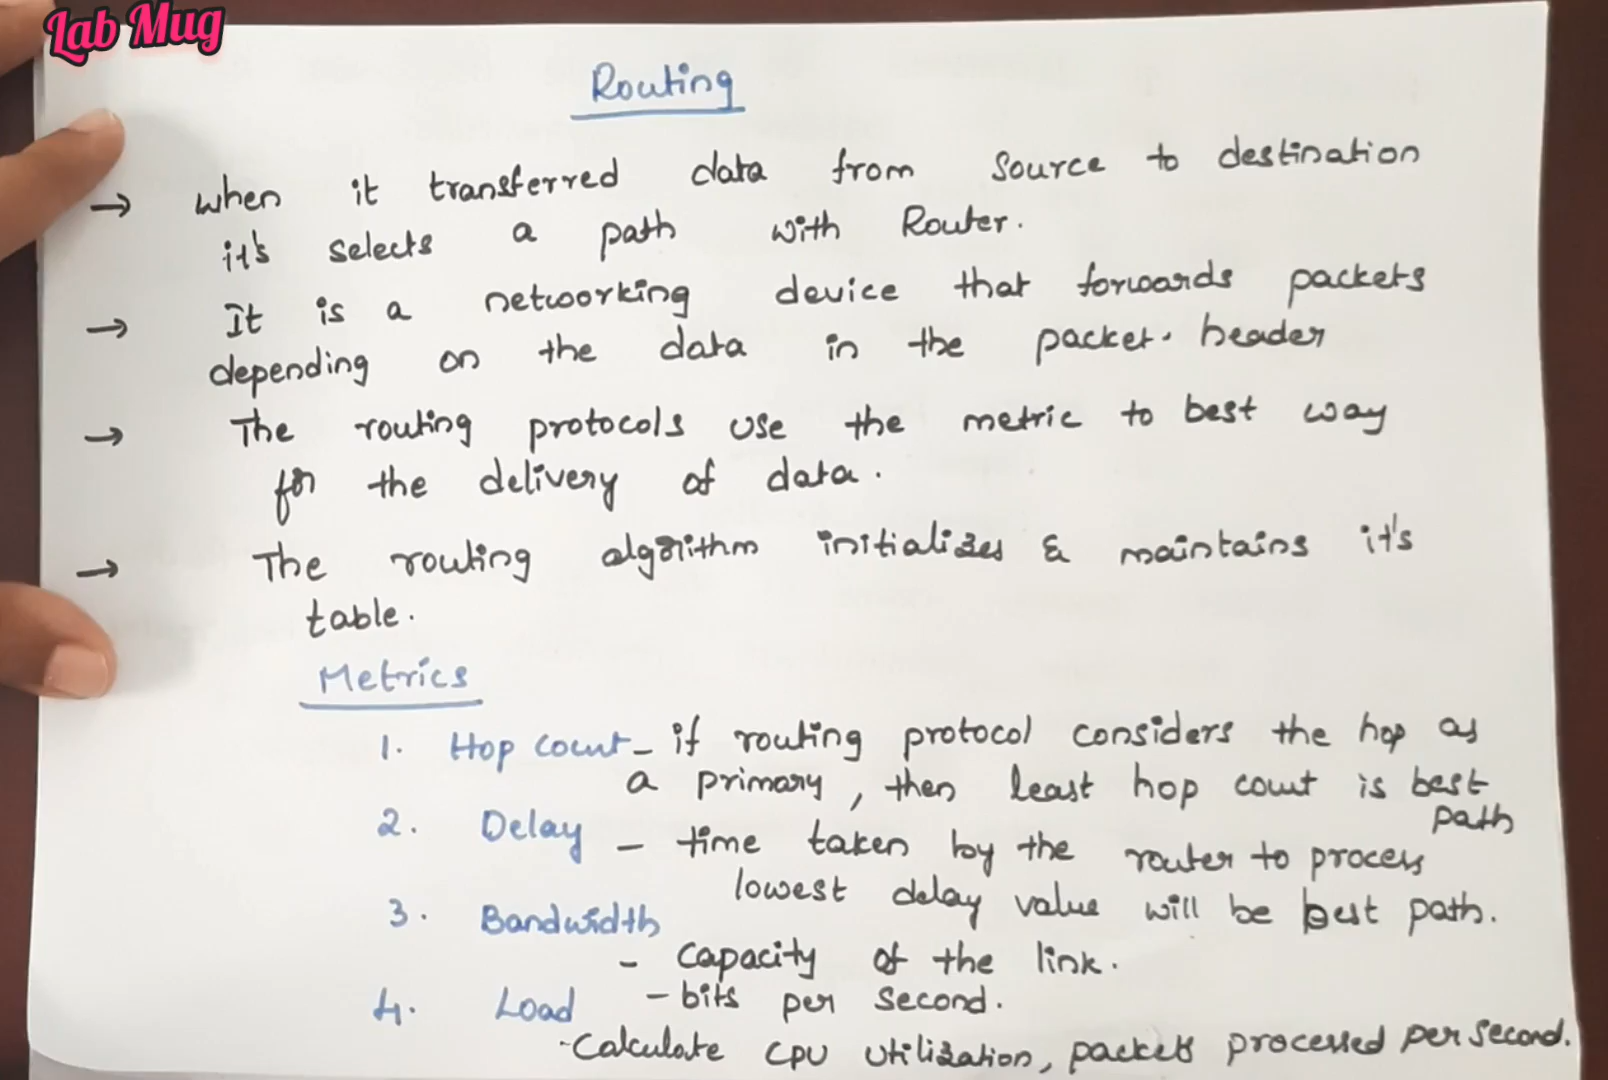 Lab Mug
Routing
→ when it transferred data from source to destination
it's selects a path with Router.
→ It is a networking device that forwards packets
depending on the data in the packet. header
→ The routing protocols use the metric to best way
for the delivery of data.
→ The routing algorithm initializes & maintains it's
table.
Metrics
1. Hop count - if routing protocol considers the hop as
a primary, then least hop count is best
path
2. Delay - time taken by the router to process
lowest delay value will be best path.
3. Bandwidth
- capacity of the link.
- bits per second.
4. Load
- Calculate CPU utilization, packets processed per second.